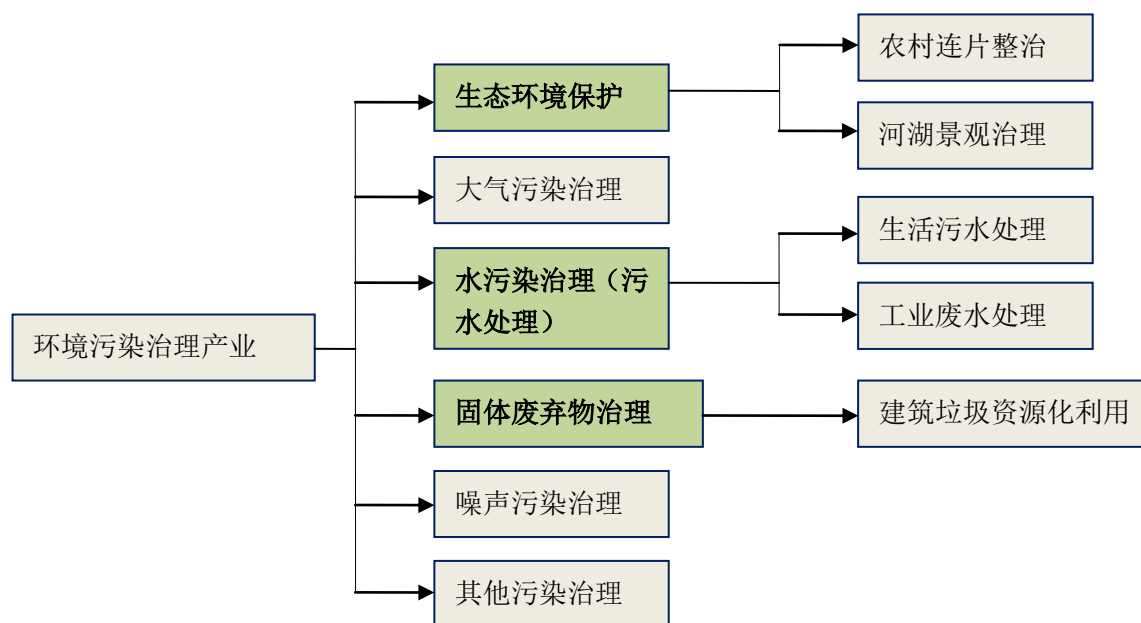 农村连片整治
生态环境保护
河湖景观治理
大气污染治理
生活污水处理
水污染治理（污
水处理）
工业废水处理
环境污染治理产业
固体废弃物治理
建筑垃圾资源化利用
噪声污染治理
其他污染治理